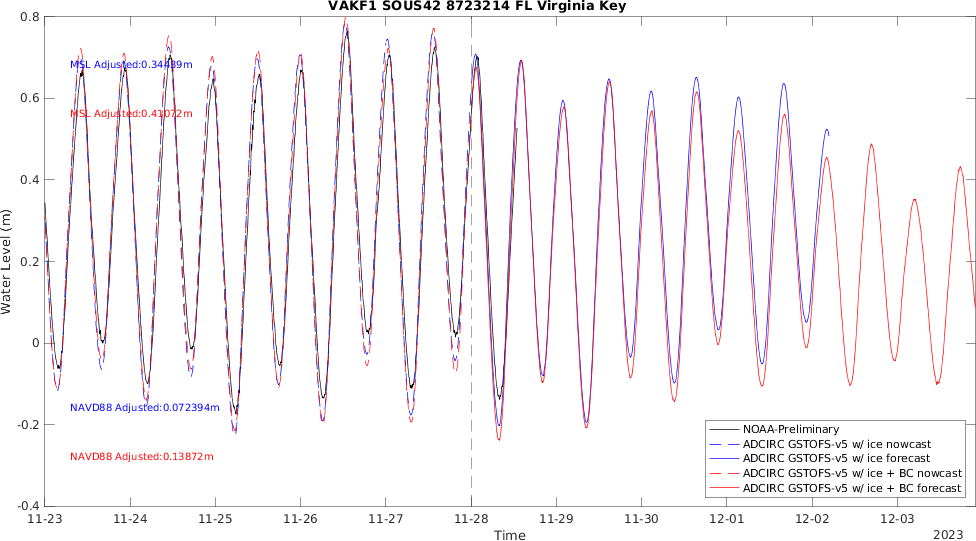 VAKF1 SOUS42 8723214 FL Virginia Key
0.8
0.6
0.4
0.2
0
-0.2
-0.4
Water Level (m)
MSL Adjusted:0.34439m
MSL Adjusted:0.41072m
NAVD88 Adjusted:0.072394m
NAVD88 Adjusted:0.13872m
NOAA-Preliminary
ADCIRC GSTOFS-v5 w/ ice nowcast
ADCIRC GSTOFS-v5 w/ ice forecast
ADCIRC GSTOFS-v5 w/ ice + BC nowcast
ADCIRC GSTOFS-v5 w/ ice + BC forecast
11-23 11-24 11-25 11-26 11-27 11-28 11-29 11-30 12-01 12-02 12-03
Time
2023